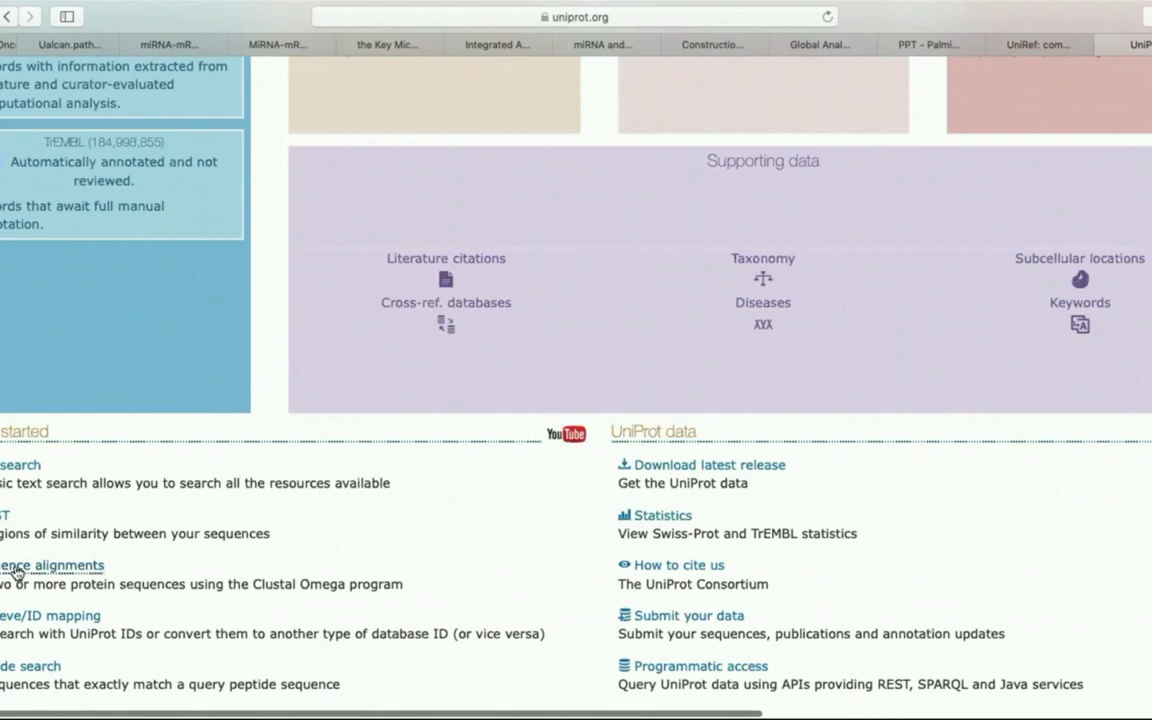 uniprot.org
Onc
Ualcan.path...
miRNA-mR...
MiRNA-mR...
the Key Mic...
Integrated A...
miRNA and...
Constructio...
Global Anal...
PPT - Palmi...
UniRef: com...
UniP
rds with information extracted from
ature and curator-evaluated
putational analysis.
TrEMBL (184,998,855)
Automatically annotated and not
reviewed.
rds that await full manual
otation.
Supporting data
Literature citations
Taxonomy
Subcellular locations
Cross-ref. databases
Diseases
Keywords
started
YouTube
search
sic text search allows you to search all the resources available
ST
gions of similarity between your sequences
ence alignments
wo or more protein sequences using the Clustal Omega program
eve/ID mapping
earch with UniProt IDs or convert them to another type of database ID (or vice versa)
de search
quences that exactly match a query peptide sequence
UniProt data
Download latest release
Get the UniProt data
Statistics
View Swiss-Prot and TrEMBL statistics
How to cite us
The UniProt Consortium
Submit your data
Submit your sequences, publications and annotation updates
Programmatic access
Query UniProt data using APIs providing REST, SPARQL and Java services